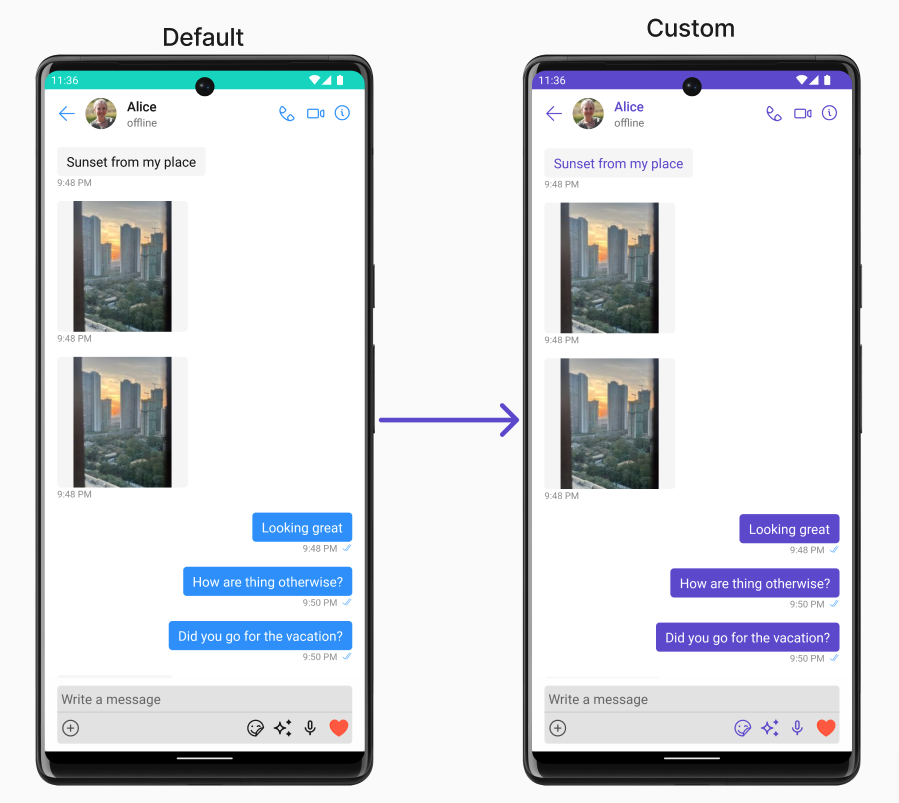 Default
11:36
Alice
offline
Sunset from my place
9:48 PM
9:48 PM
9:48 PM
Looking great
9:48 PM
How are thing otherwise?
9:50 PM
Did you go for the vacation?
9:50 PM
Write a message
Custom
11:36
Alice
offline
Sunset from my place
9:48 PM
9:48 PM
9:48 PM
Looking great
9:48 PM
How are thing otherwise?
9:50 PM
Did you go for the vacation?
9:50 PM
Write a message